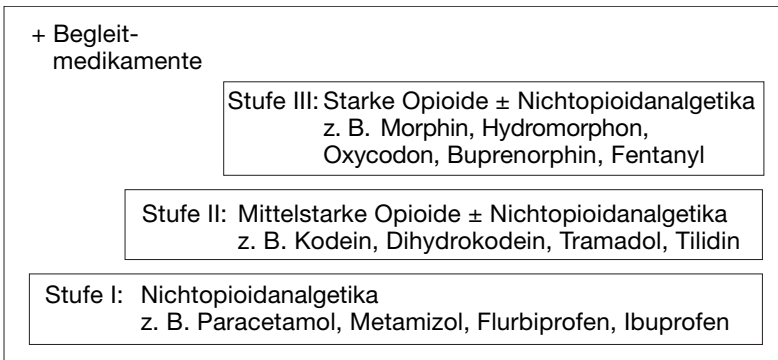 + Begleit-
medikamente
Stufe III: Starke Opioide ± Nichtopioidanalgetika
z. B. Morphin, Hydromorphon,
Oxycodon, Buprenorphin, Fentanyl
Stufe II: Mittelstarke Opioide ± Nichtopioidanalgetika
z. B. Kodein, Dihydrokodein, Tramadol, Tilidin
Stufe I: Nichtopioidanalgetika
z. B. Paracetamol, Metamizol, Flurbiprofen, Ibuprofen